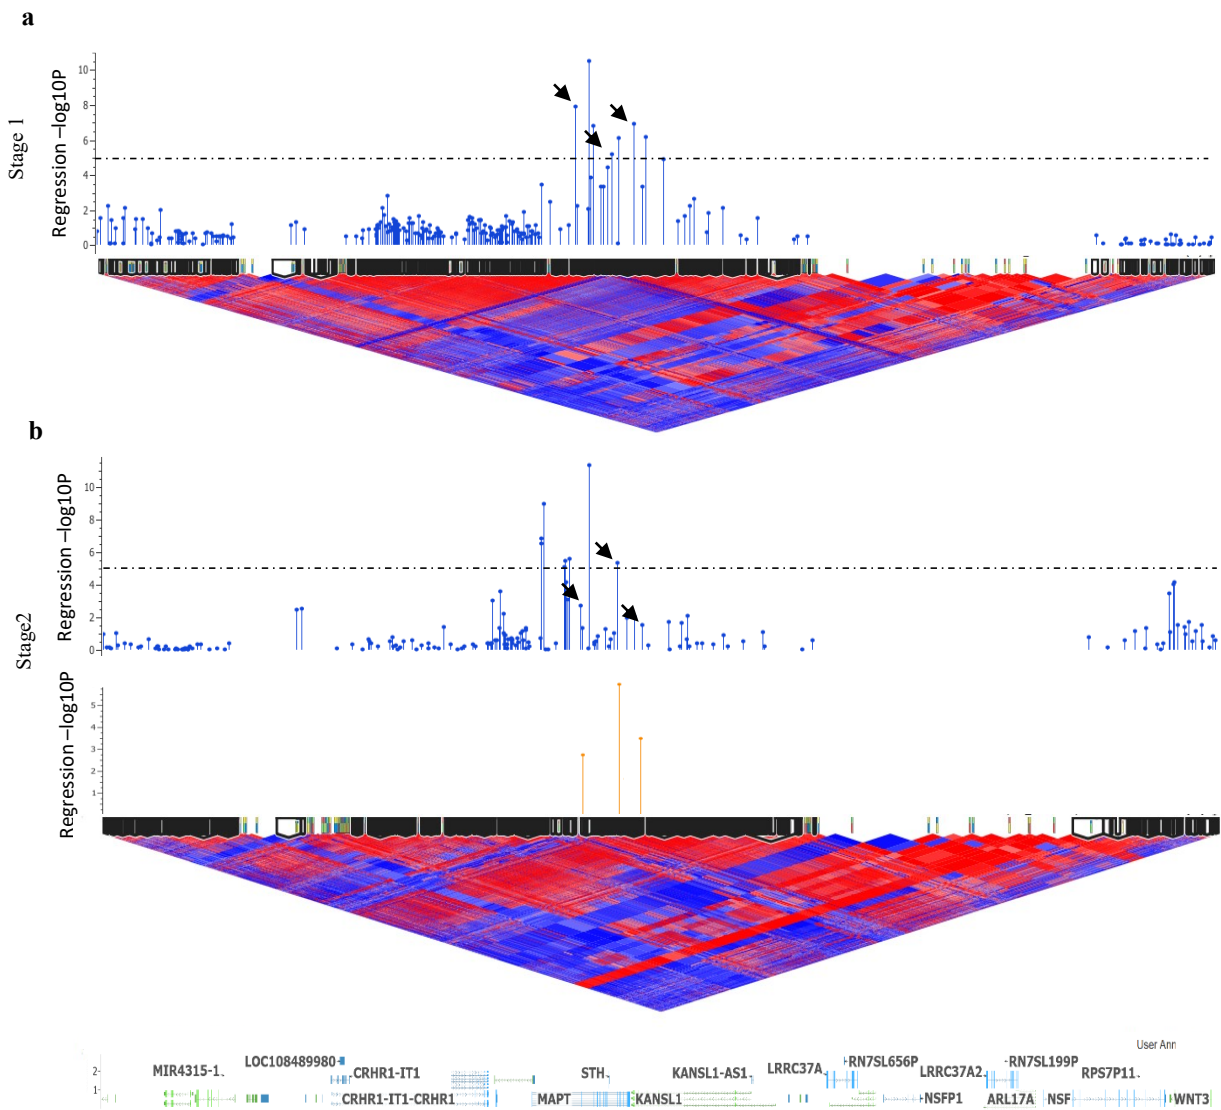 a
Stage 1
Regression –log10P
10
8
6
4
2
0
b
Stage2
Regression –log10P
10
8
6
4
2
0
Regression –log10P
5
4
3
2
1
User Ann
2
1
LOC108489980
RN7SL656P
RN7SL199P
MIR4315-1
CRHR1-IT1
STH
KANSL1-AS1
LRRC37A
LRRC37A2
RPS7P11
CRHR1-IT1-CRHR1
MAPT
KANSL1
NSFP1
ARL17A
NSF
WNT3